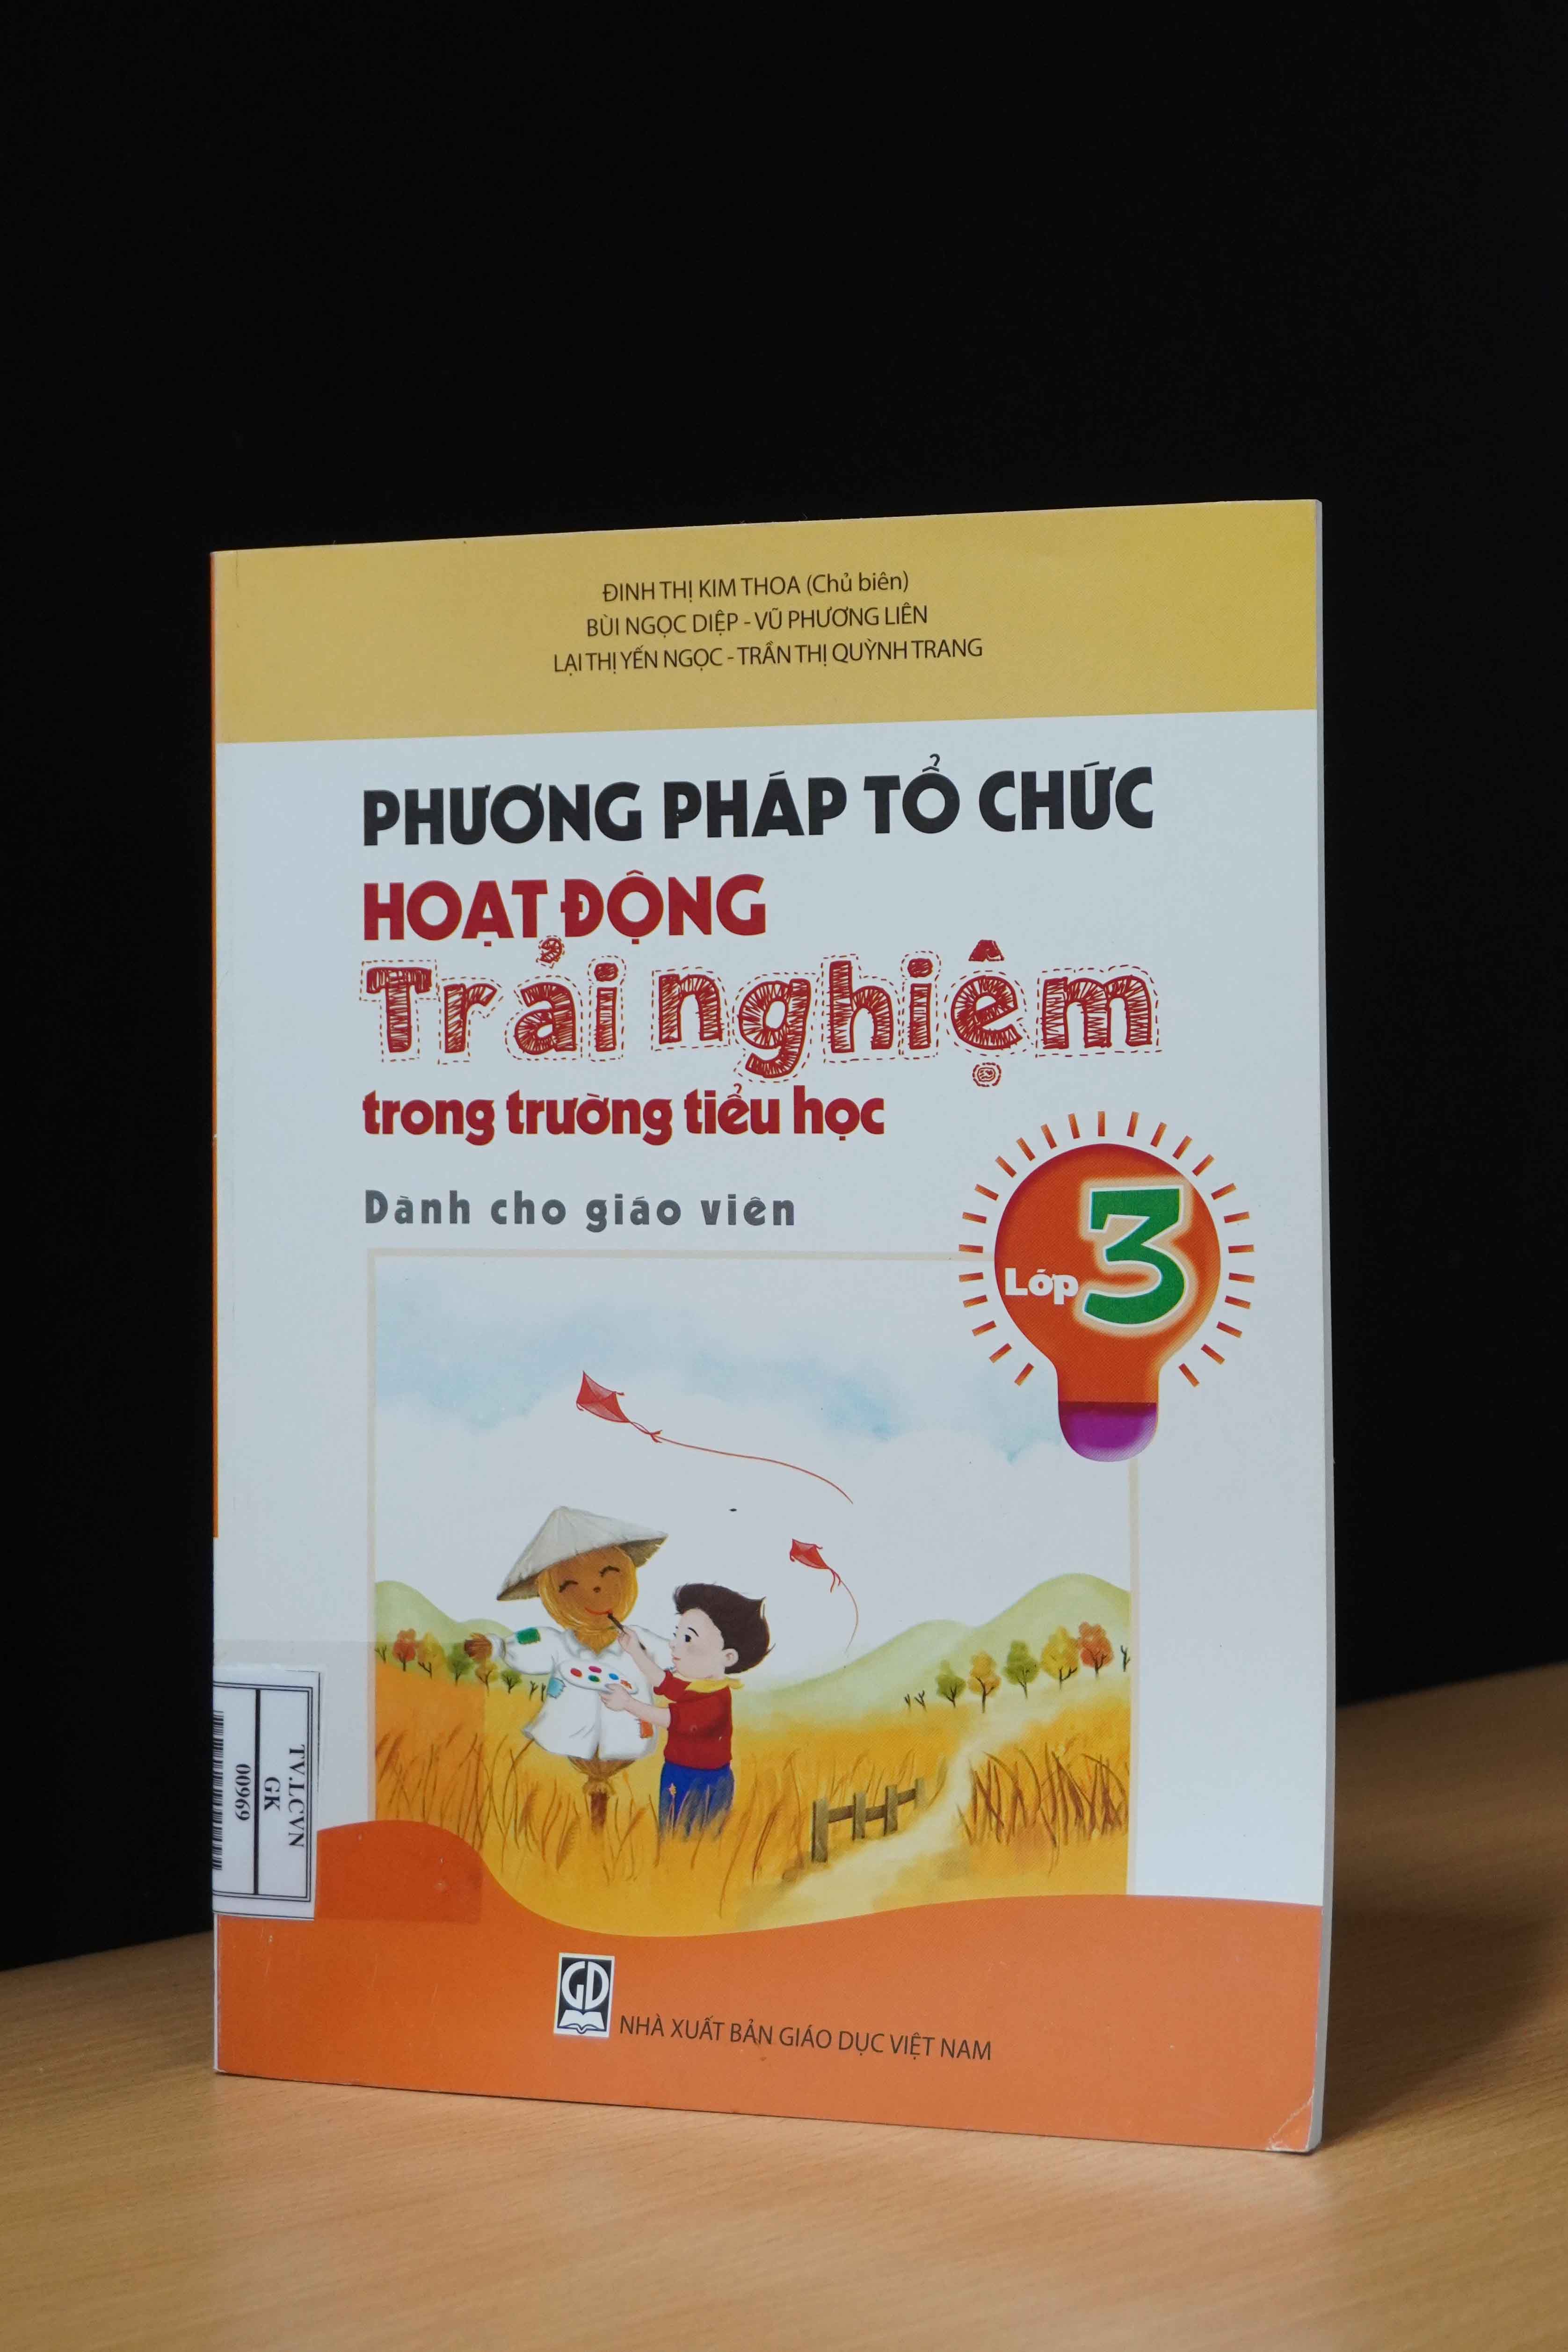 ĐINH THỊ KIM THOA (Chủ biên)
BÙI NGỌC DIỆP - VŨ PHƯƠNG LIÊN
LẠI THỊ YẾN NGỌC - TRẦN THỊ QUỲNH TRANG
PHƯƠNG PHÁP TỔ CHỨC
HOẠT ĐỘNG
Trải nghiệm
trong trường tiểu học
Dành cho giáo viên
Lớp 3
TV.LCVN
GK
00969
GD
NHÀ XUẤT BẢN GIÁO DỤC VIỆT NAM